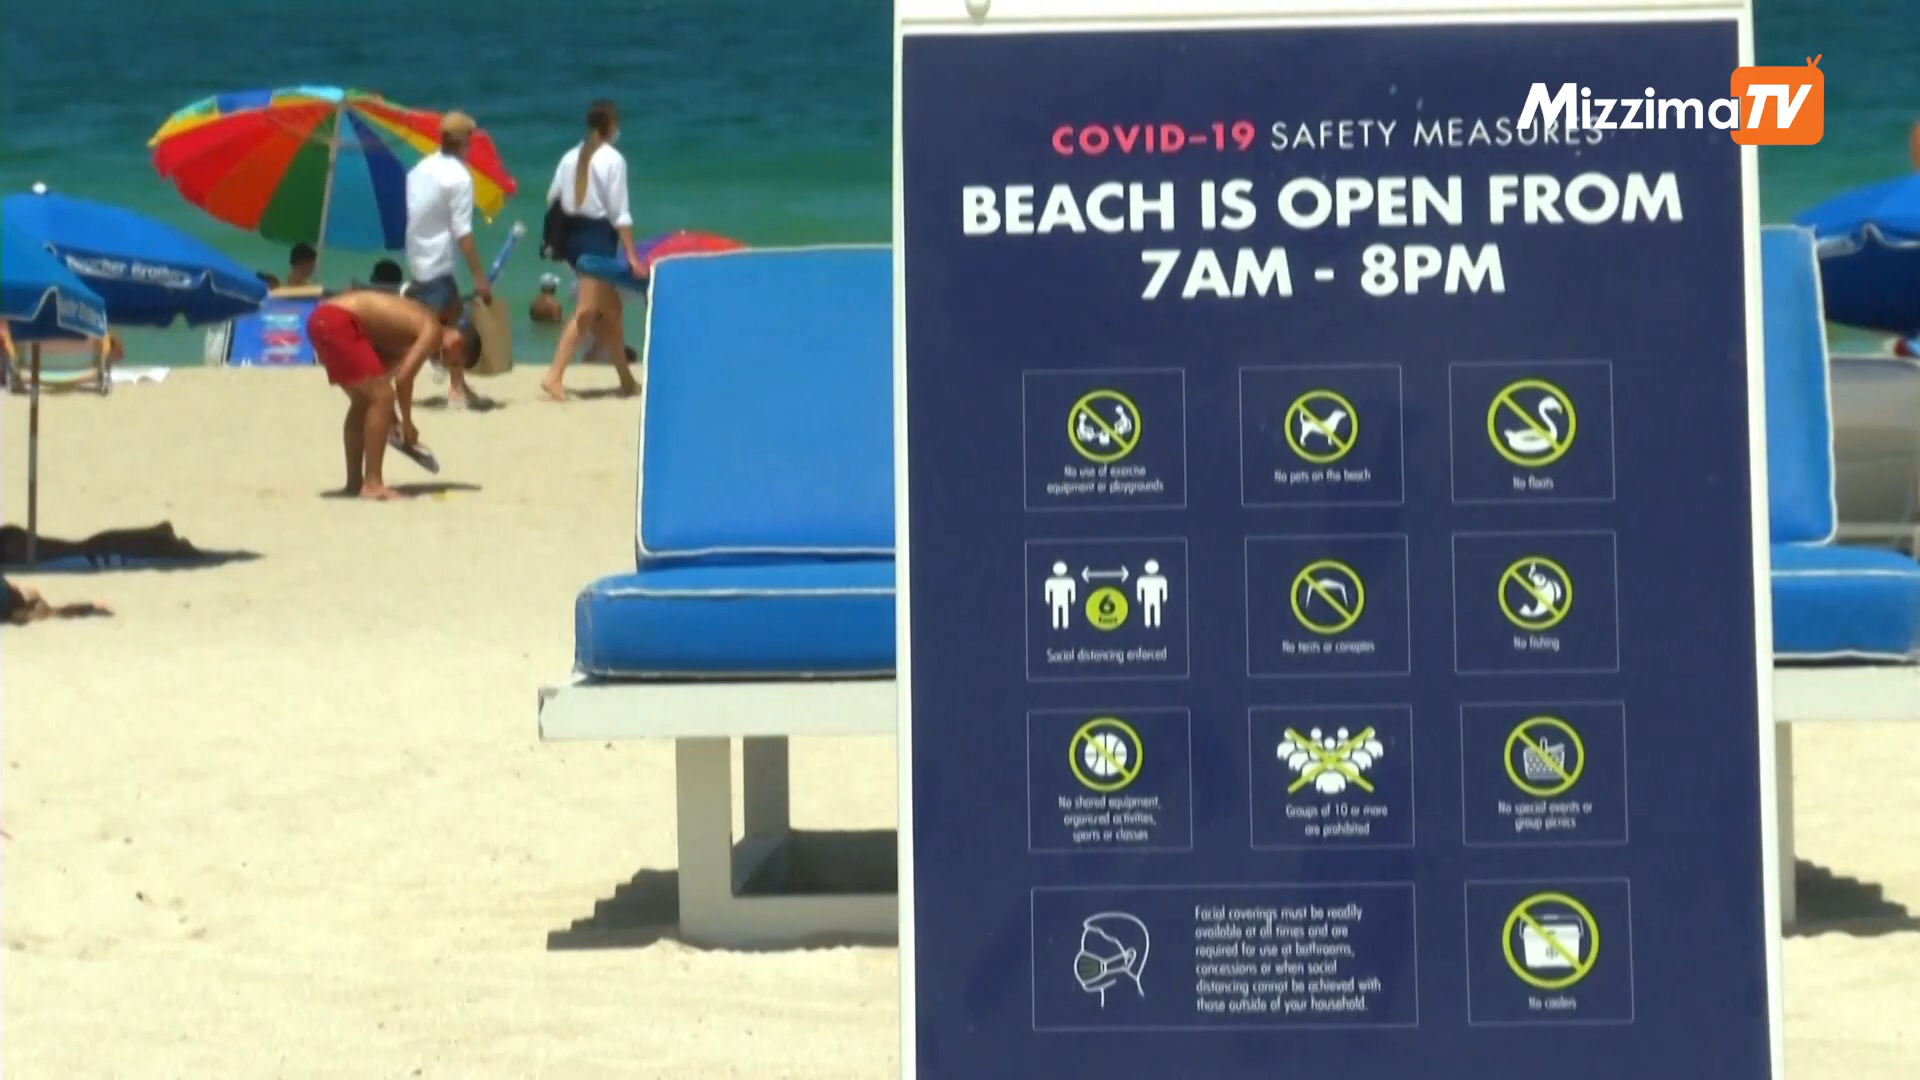 Mizzima TV
COVID-19 SAFETY MEASURES
BEACH IS OPEN FROM
7AM - 8PM
No use of exercise
equipment or playgrounds
No pets on the beach
No floats
6
feet
Social distancing enforced
No tents or canopies
No fishing
No shared equipment,
organized activities,
sports or classes
Groups of 10 or more
are prohibited
No special events or
group picnics
Facial coverings must be readily
available at all times and are
required for use at bathrooms,
concessions or when social
distancing cannot be achieved with
those outside of your household.
No coolers
Boucher Brothers